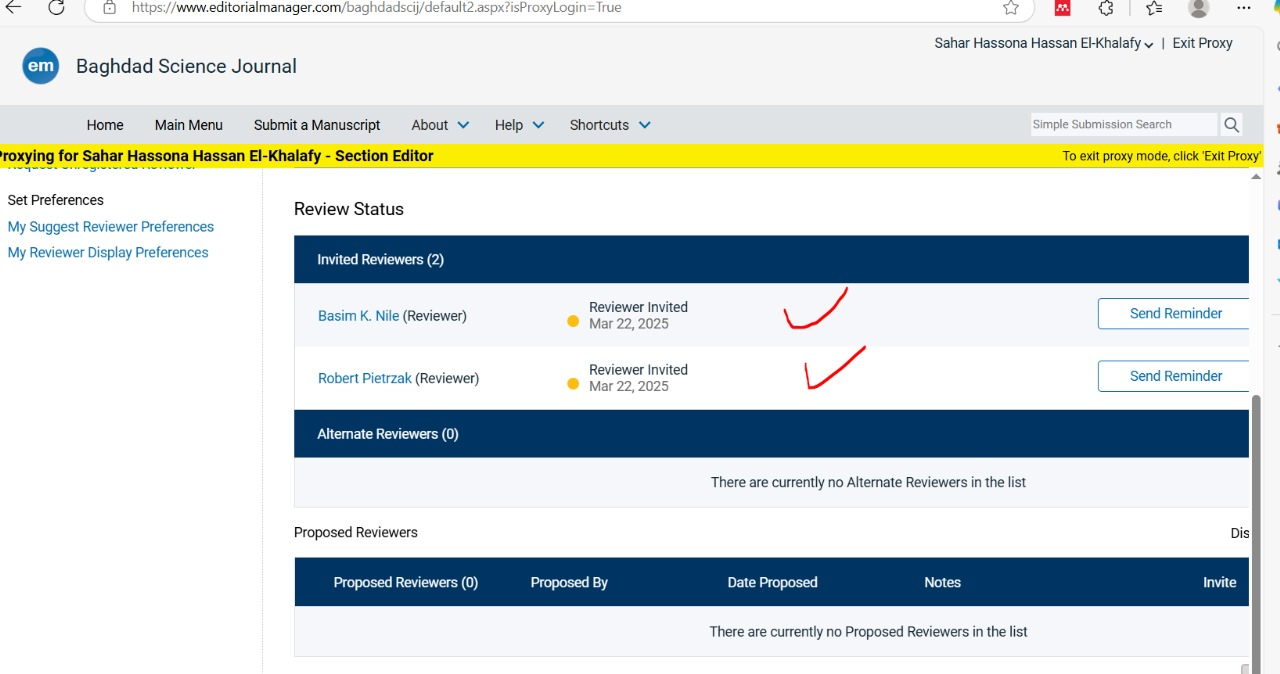 https://www.editorialmanager.com/baghdadscij/default2.aspx?isProxyLogin=True
Sahar Hassona Hassan El-Khalafy | Exit Proxy
em Baghdad Science Journal
Home Main Menu Submit a Manuscript About Help Shortcuts Simple Submission Search
Proxying for Sahar Hassona Hassan El-Khalafy - Section Editor To exit proxy mode, click 'Exit Proxy'
Request Unregistered Reviewer
Set Preferences
My Suggest Reviewer Preferences
My Reviewer Display Preferences
Review Status
Invited Reviewers (2)
Basim K. Nile (Reviewer) Reviewer Invited Send Reminder
Mar 22, 2025
Robert Pietrzak (Reviewer) Reviewer Invited Send Reminder
Mar 22, 2025
Alternate Reviewers (0)
There are currently no Alternate Reviewers in the list
Proposed Reviewers Dis
Proposed Reviewers (0) Proposed By Date Proposed Notes Invite
There are currently no Proposed Reviewers in the list